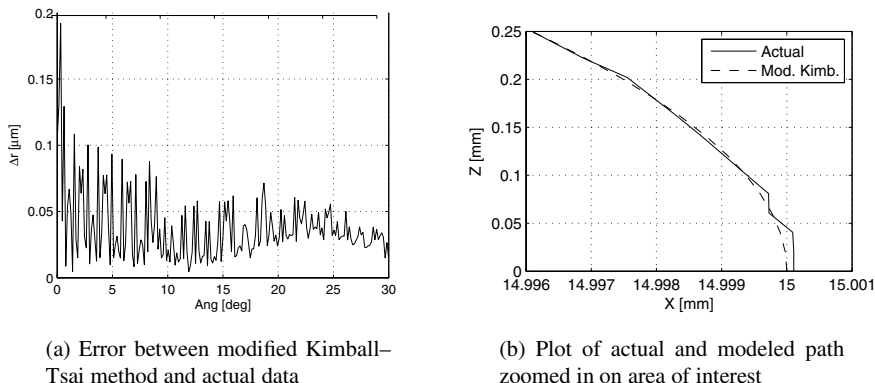 0.2
0.15
0.1
0.05
0
Δr [μm]
0 5 10 15 20 25 30
Ang [deg]
(a) Error between modified Kimball–
Tsai method and actual data
0.25
0.2
0.15
0.1
0.05
0
Z [mm]
Actual
Mod. Kimb.
14.996 14.997 14.998 14.999 15 15.001
X [mm]
(b) Plot of actual and modeled path
zoomed in on area of interest